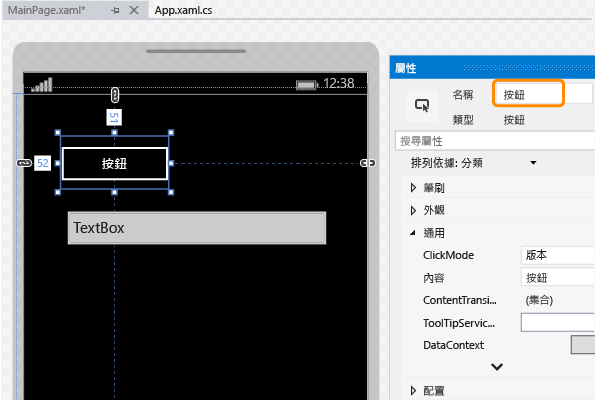 MainPage.xaml* App.xaml.cs
12:38
51
52
按鈕
TextBox
屬性
名稱 按鈕
類型 按鈕
搜尋屬性
排列依據: 分類
筆刷
外觀
通用
ClickMode 版本
內容 按鈕
ContentTransi... (集合)
ToolTipServic...
DataContext
配置